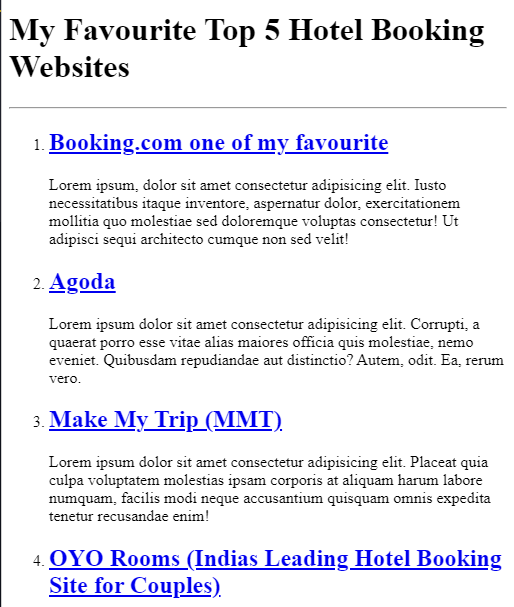 My Favourite Top 5 Hotel Booking
Websites
1. Booking.com one of my favourite
Lorem ipsum, dolor sit amet consectetur adipisicing elit. Iusto
necessitatibus itaque inventore, aspernatur dolor, exercitationem
mollitia quo molestiae sed doloremque voluptas consectetur! Ut
adipisci sequi architecto cumque non sed velit!
2. Agoda
Lorem ipsum dolor sit amet consectetur adipisicing elit. Corrupti, a
quaerat porro esse vitae alias maiores officia quis molestiae, nemo
eveniet. Quibusdam repudiandae aut distinctio? Autem, odit. Ea, rerum
vero.
3. Make My Trip (MMT)
Lorem ipsum dolor sit amet consectetur adipisicing elit. Placeat quia
culpa voluptatem molestias ipsam corporis at aliquam harum labore
numquam, facilis modi neque accusantium quisquam omnis expedita
tenetur recusandae enim!
4. OYO Rooms (Indias Leading Hotel Booking
Site for Couples)